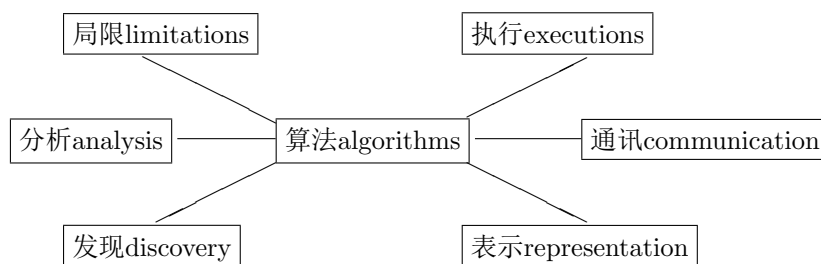 局限limitations
执行executions
分析analysis
算法algorithms
通讯communication
发现discovery
表示representation